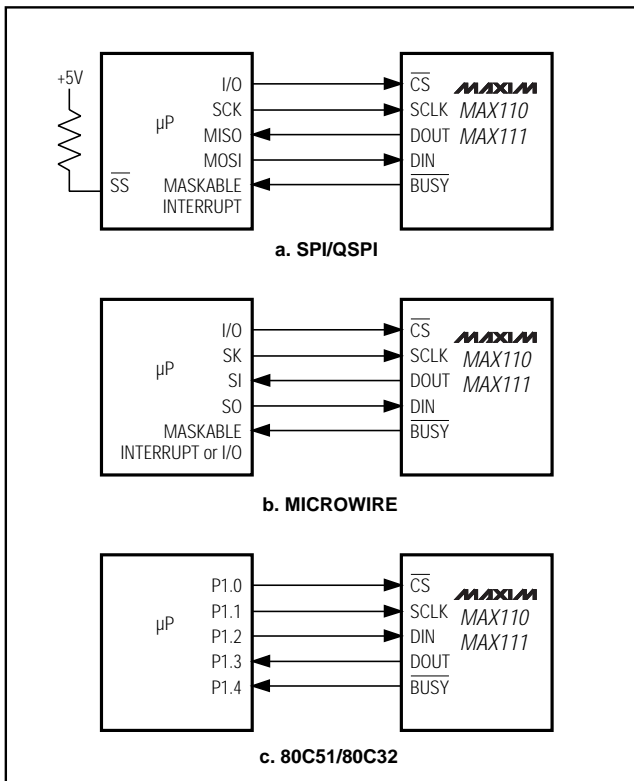 +5V
µP
SS
I/O
SCK
MISO
MOSI
MASKABLE
INTERRUPT
CS
SCLK
DOUT
DIN
BUSY
MAXIM
MAX110
MAX111
a. SPI/QSPI
µP
I/O
SK
SI
SO
MASKABLE
INTERRUPT or I/O
CS
SCLK
DOUT
DIN
BUSY
MAXIM
MAX110
MAX111
b. MICROWIRE
µP
P1.0
P1.1
P1.2
P1.3
P1.4
CS
SCLK
DIN
DOUT
BUSY
MAXIM
MAX110
MAX111
c. 80C51/80C32